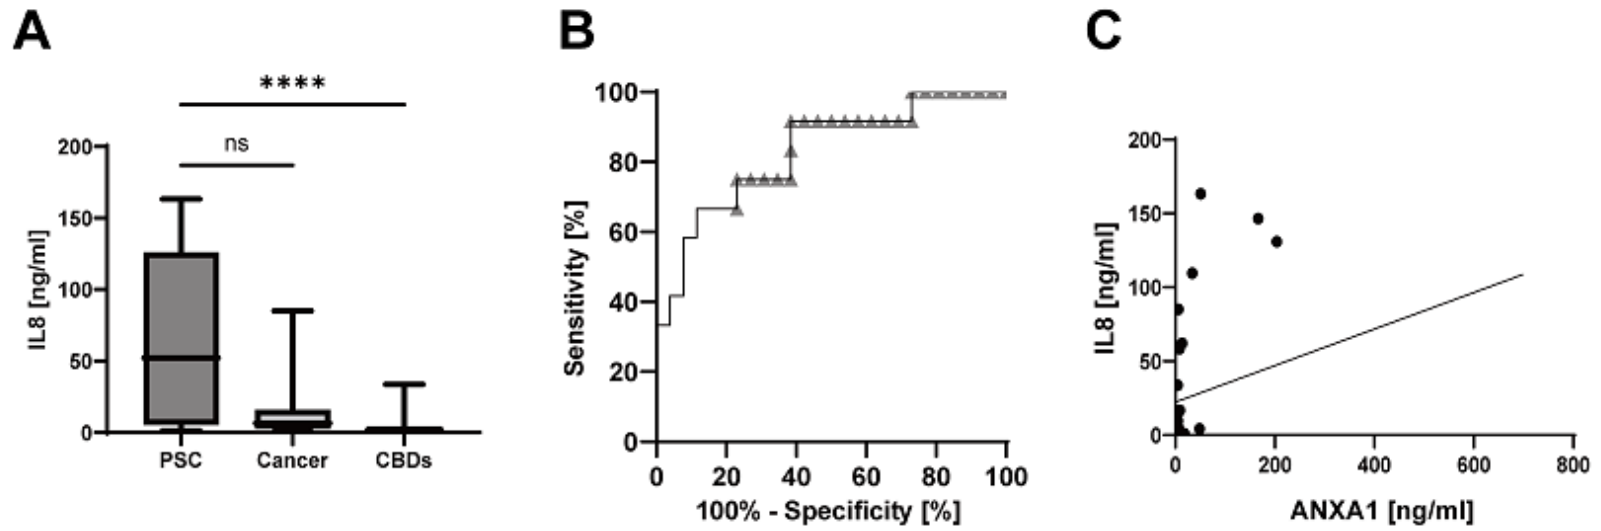 A
****
ns
IL8 [ng/ml]
200
150
100
50
0
PSC
Cancer
CBDs
B
Sensitivity [%]
100
80
60
40
20
0
0
20
40
60
80
100
100% - Specificity [%]
C
IL8 [ng/ml]
200
150
100
50
0
0
200
400
600
800
ANXA1 [ng/ml]